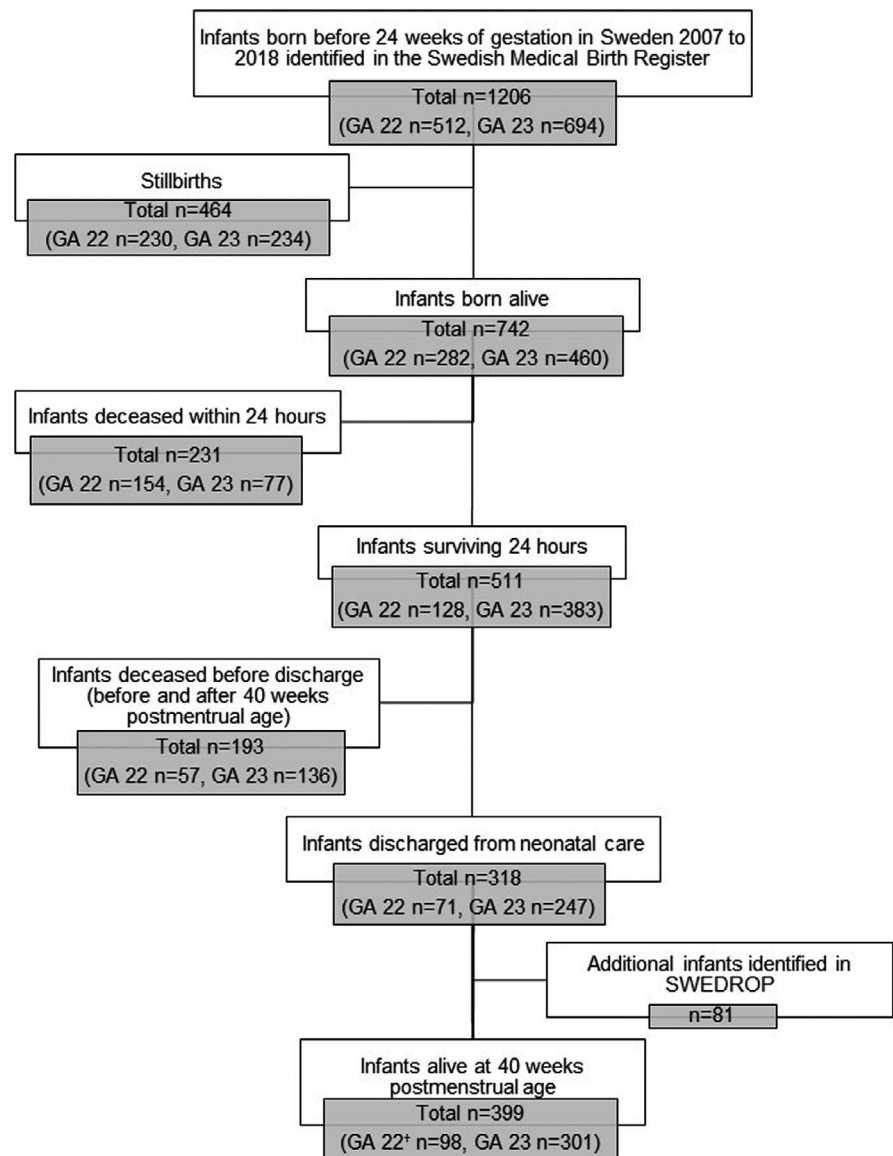 Infants born before 24 weeks of gestation in Sweden 2007 to
2018 identified in the Swedish Medical Birth Register
Total n=1206
(GA 22 n=512, GA 23 n=694)
Stillbirths
Total n=464
(GA 22 n=230, GA 23 n=234)
Infants born alive
Total n=742
(GA 22 n=282, GA 23 n=460)
Infants deceased within 24 hours
Total n=231
(GA 22 n=154, GA 23 n=77)
Infants surviving 24 hours
Total n=511
(GA 22 n=128, GA 23 n=383)
Infants deceased before discharge
(before and after 40 weeks
postmentrual age)
Total n=193
(GA 22 n=57, GA 23 n=136)
Infants discharged from neonatal care
Total n=318
(GA 22 n=71, GA 23 n=247)
Additional infants identified in
SWEDROP
n=81
Infants alive at 40 weeks
postmenstrual age
Total n=399
(GA 22† n=98, GA 23 n=301)